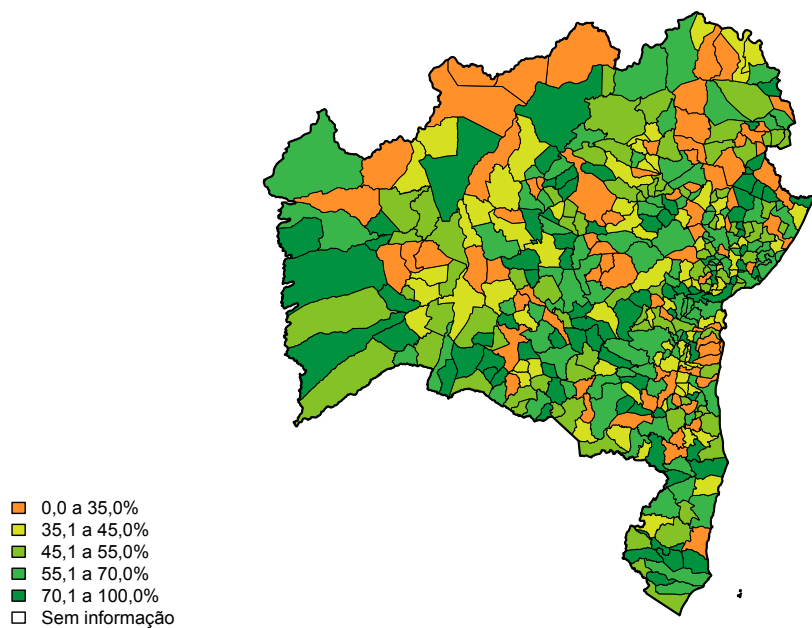 0,0 a 35,0%
35,1 a 45,0%
45,1 a 55,0%
55,1 a 70,0%
70,1 a 100,0%
Sem informação